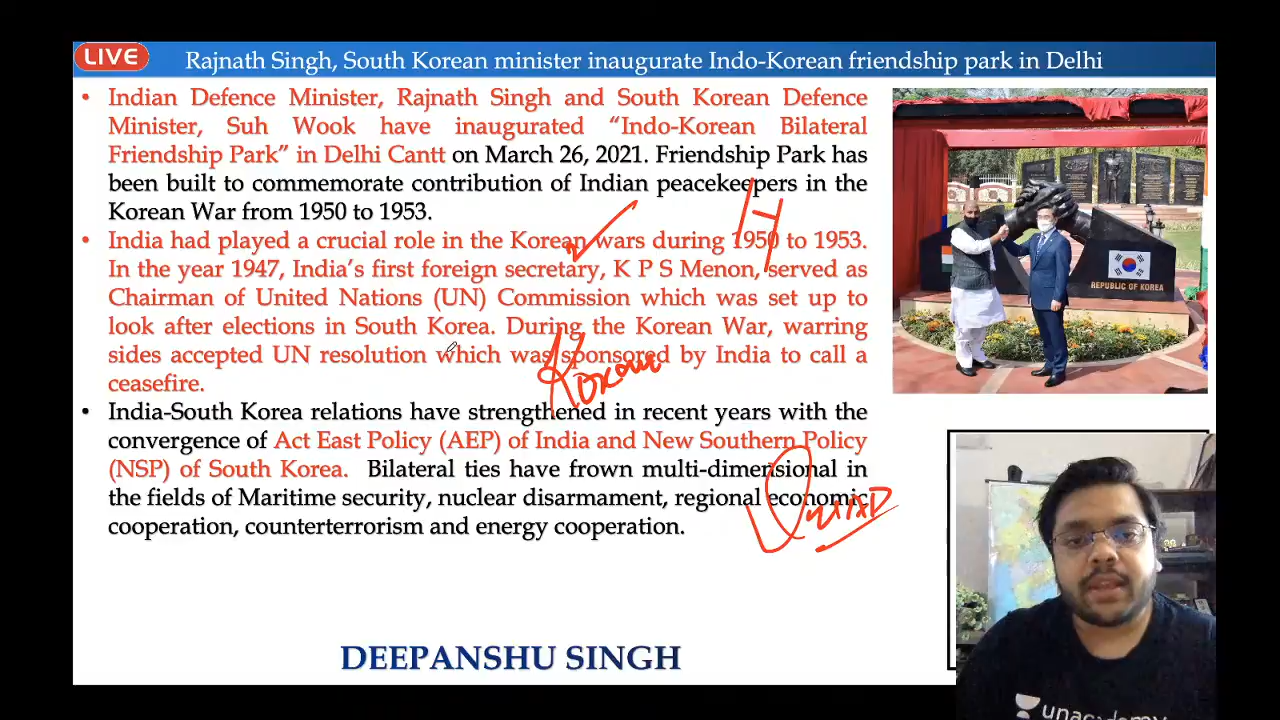 LIVE
Rajnath Singh, South Korean minister inaugurate Indo-Korean friendship park in Delhi
• Indian Defence Minister, Rajnath Singh and South Korean Defence
Minister, Suh Wook have inaugurated “Indo-Korean Bilateral
Friendship Park” in Delhi Cantt on March 26, 2021. Friendship Park has
been built to commemorate contribution of Indian peacekeepers in the
Korean War from 1950 to 1953.
• India had played a crucial role in the Korean wars during 1950 to 1953.
In the year 1947, India’s first foreign secretary, K P S Menon, served as
Chairman of United Nations (UN) Commission which was set up to
look after elections in South Korea. During the Korean War, warring
sides accepted UN resolution which was sponsored by India to call a
ceasefire.
• India-South Korea relations have strengthened in recent years with the
convergence of Act East Policy (AEP) of India and New Southern Policy
(NSP) of South Korea. Bilateral ties have frown multi-dimensional in
the fields of Maritime security, nuclear disarmament, regional economic
cooperation, counterterrorism and energy cooperation.
QUAD
REPUBLIC OF KOREA
DEEPANSHU SINGH
unacademy